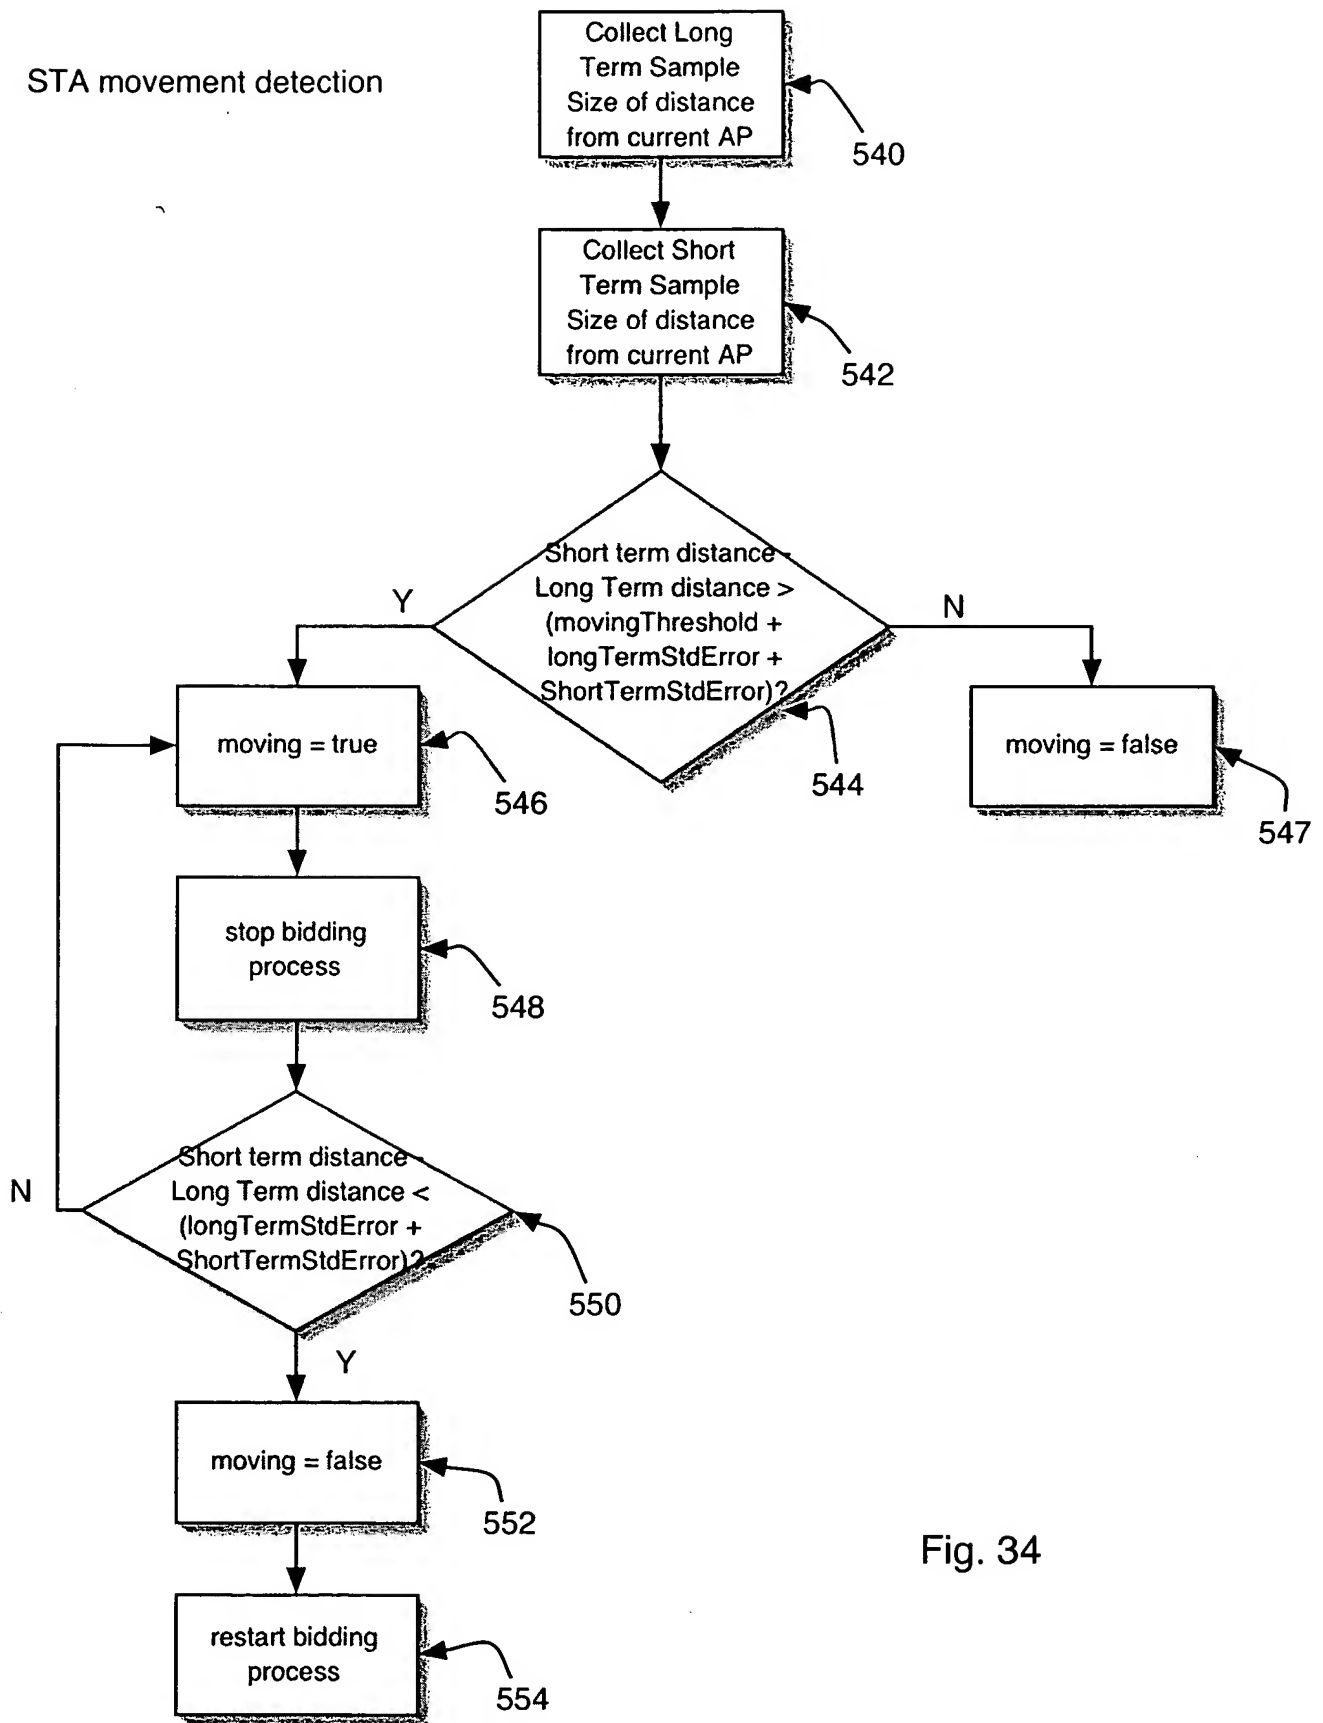 STA movement detection
Collect Long
Term Sample
Size of distance
from current AP
540
Collect Short
Term Sample
Size of distance
from current AP
542
Short term distance -
Long Term distance >
(movingThreshold +
longTermStdError +
ShortTermStdError)?
544
Y
N
moving = true
546
moving = false
547
stop bidding
process
548
Short term distance -
Long Term distance <
(longTermStdError +
ShortTermStdError)?
550
N
Y
moving = false
552
restart bidding
process
554
Fig. 34